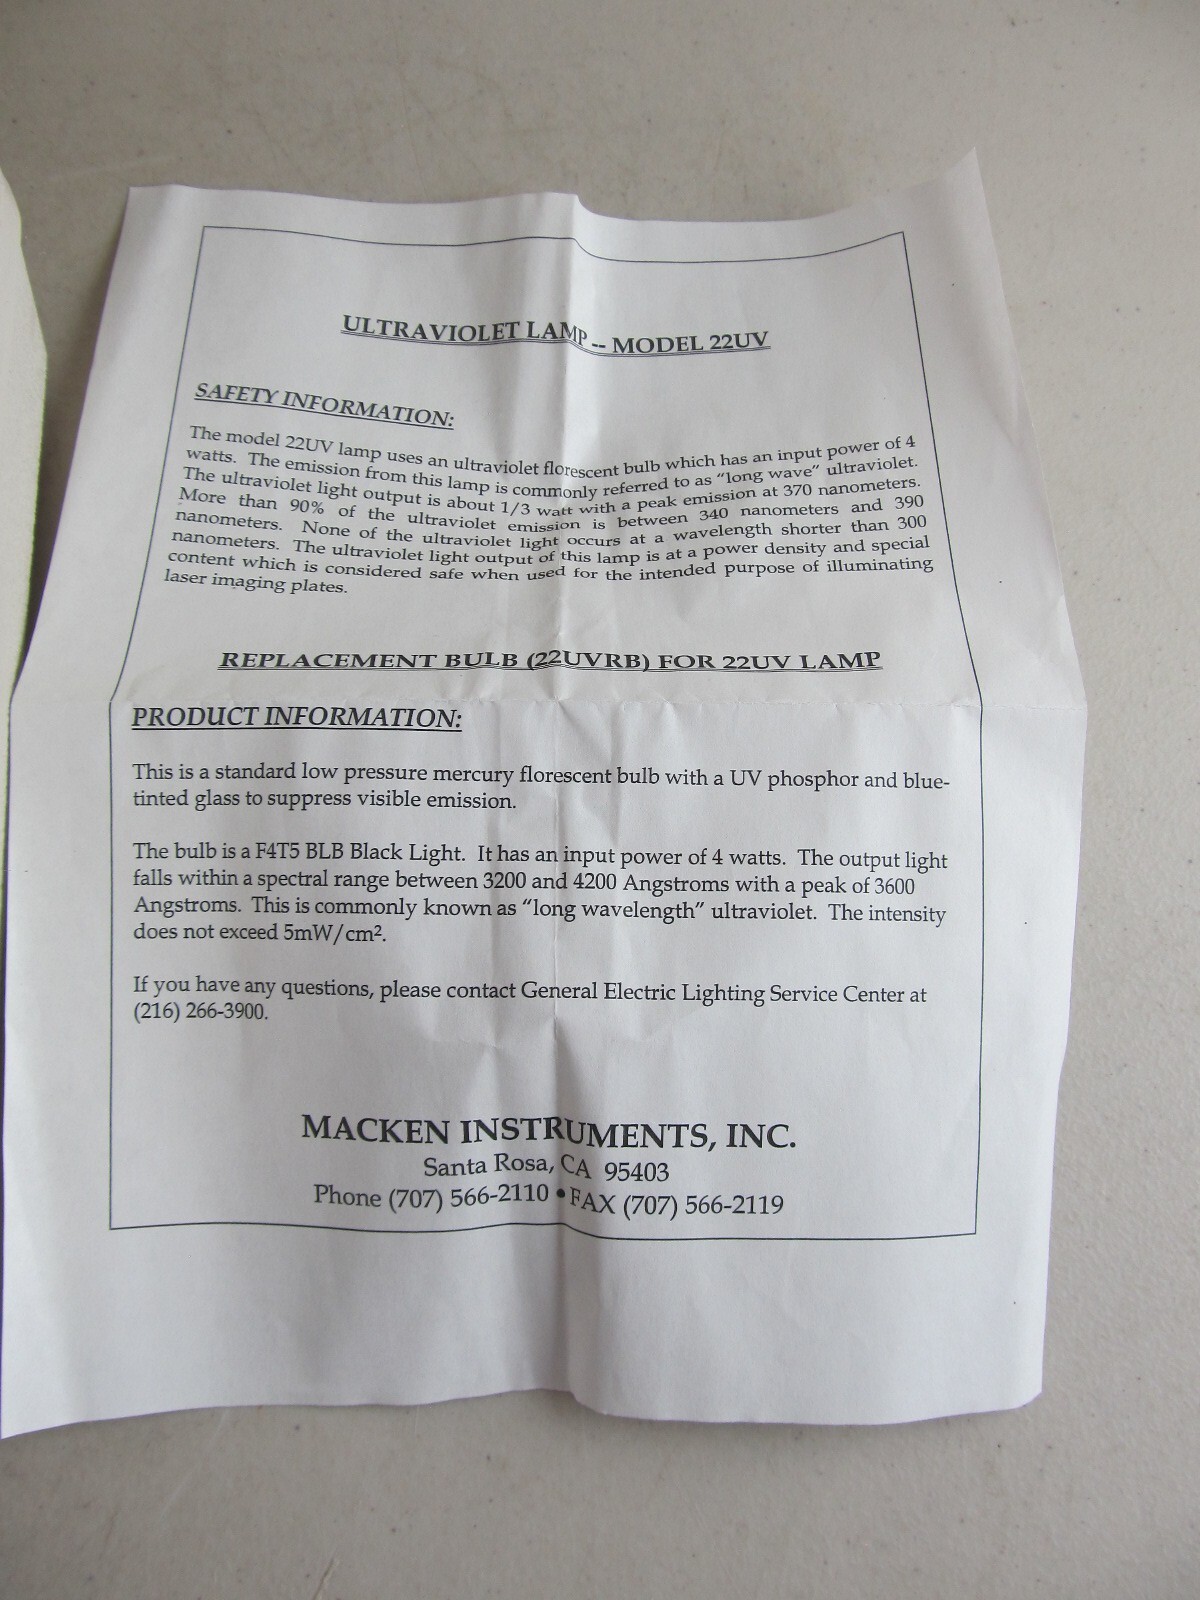 ULTRAVIOLET LAMP -- MODEL 22UV
SAFETY INFORMATION:
The model 22UV lamp uses an ultraviolet florescent bulb which has an input power of 4
watts. The emission from this lamp is commonly referred to as "long wave" ultraviolet.
The ultraviolet light output is about 1/3 watt with a peak emission at 370 nanometers.
More than 90% of the ultraviolet emission is between 340 nanometers and 390
nanometers. None of the ultraviolet light occurs at a wavelength shorter than 300
nanometers. The ultraviolet light output of this lamp is at a power density and special
content which is considered safe when used for the intended purpose of illuminating
laser imaging plates.
REPLACEMENT BULB (22UVRB) FOR 22UV LAMP
PRODUCT INFORMATION:
This is a standard low pressure mercury florescent bulb with a UV phosphor and blue-
tinted glass to suppress visible emission.
The bulb is a F4T5 BLB Black Light. It has an input power of 4 watts. The output light
falls within a spectral range between 3200 and 4200 Angstroms with a peak of 3600
Angstroms. This is commonly known as "long wavelength" ultraviolet. The intensity
does not exceed 5mW/cm².
If you have any questions, please contact General Electric Lighting Service Center at
(216) 266-3900.
MACKEN INSTRUMENTS, INC.
Santa Rosa, CA 95403
Phone (707) 566-2110 • FAX (707) 566-2119